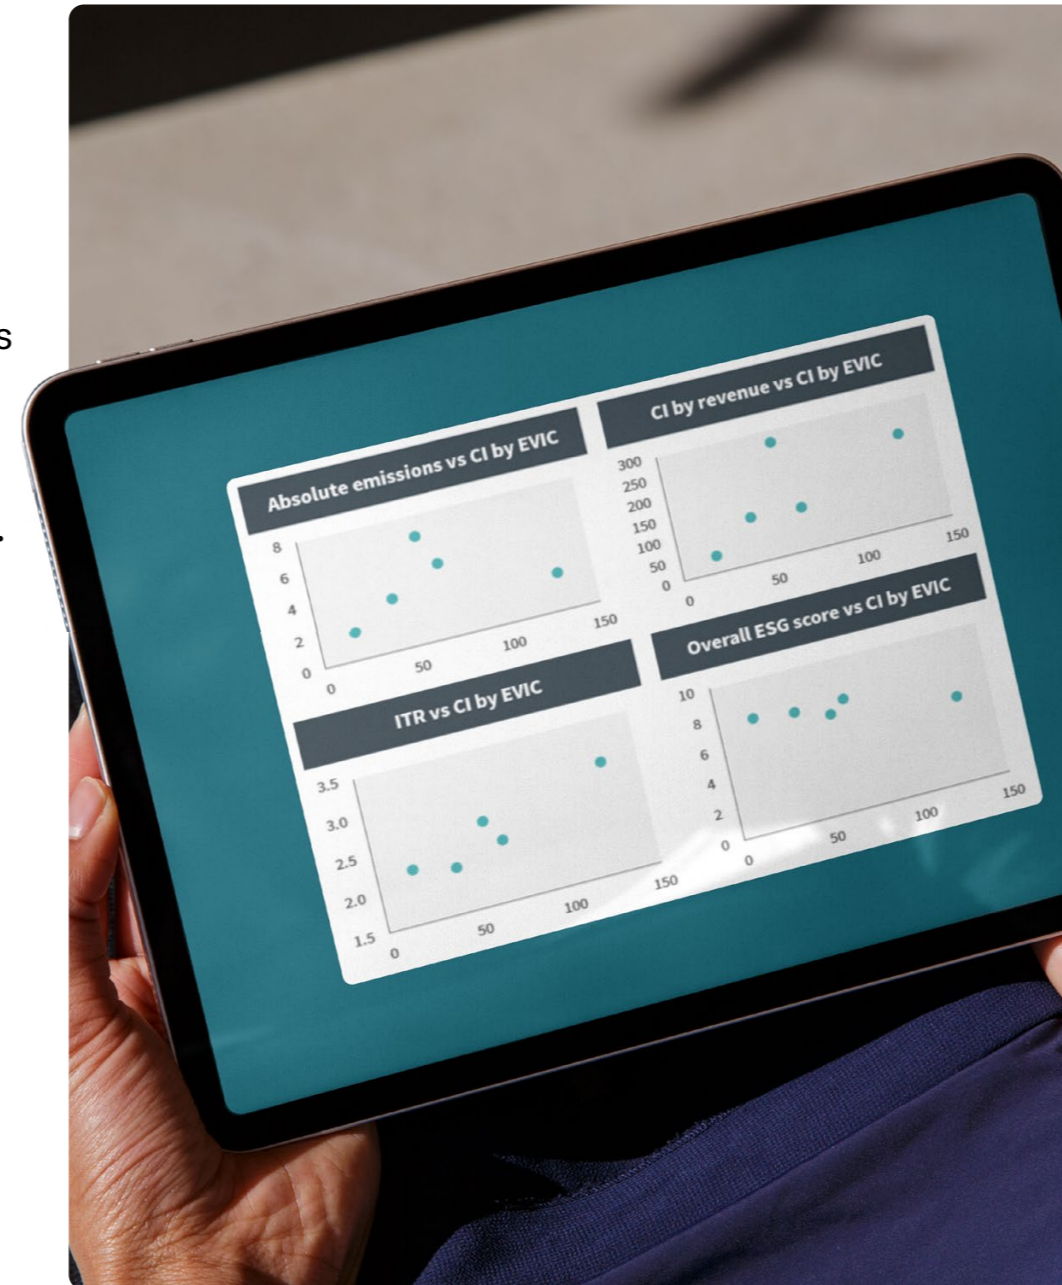 s
.
Absolute emissions vs CI by EVIC
8
6
4
2
0
0 50 100 150
CI by revenue vs CI by EVIC
300
250
200
150
100
50
0
0 50 100 150
ITR vs CI by EVIC
3.5
3.0
2.5
2.0
1.5
0 50 100 150
Overall ESG score vs CI by EVIC
10
8
6
4
2
0
0 50 100 150